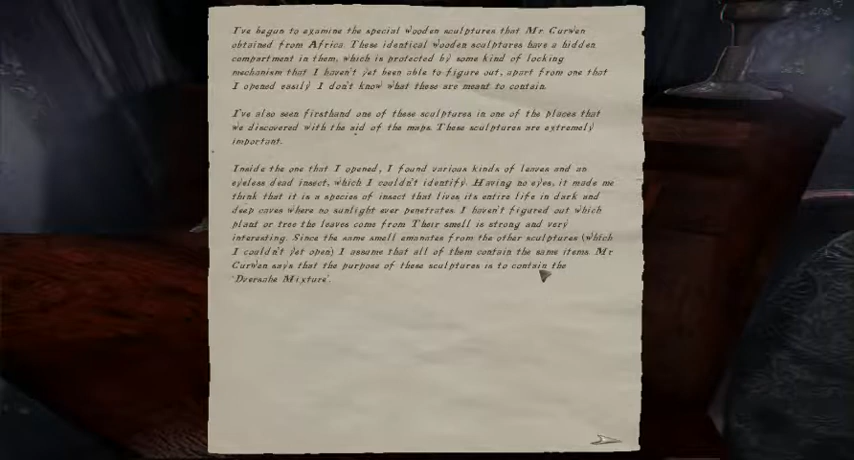 I've begun to examine the special wooden sculptures that Mr. Curwen
obtained from Africa. These identical wooden sculptures have a hidden
compartment in them, which is protected by some kind of locking
mechanism that I haven't yet been able to figure out, apart from one that
I opened easily. I don't know what these are meant to contain.
I've also seen firsthand one of these sculptures in one of the places that
we discovered with the aid of the maps. These sculptures are extremely
important.
Inside the one that I opened, I found various kinds of leaves and an
eyeless dead insect, which I couldn't identify. Having no eyes, it made me
think that it is a species of insect that lives its entire life in dark and
deep caves where no sunlight ever penetrates. I haven't figured out which
plant or tree the leaves come from. Their smell is strong and very
interesting. Since the same smell emanates from the other sculptures (which
I couldn't yet open) I assume that all of them contain the same items. Mr
Curwen says that the purpose of these sculptures is to contain the
'Dversahe Mixture'.